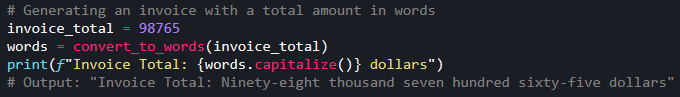 # Generating an invoice with a total amount in words
invoice_total = 98765
words = convert_to_words(invoice_total)
print(f"Invoice Total: {words.capitalize()} dollars")
# Output: "Invoice Total: Ninety-eight thousand seven hundred sixty-five dollars"